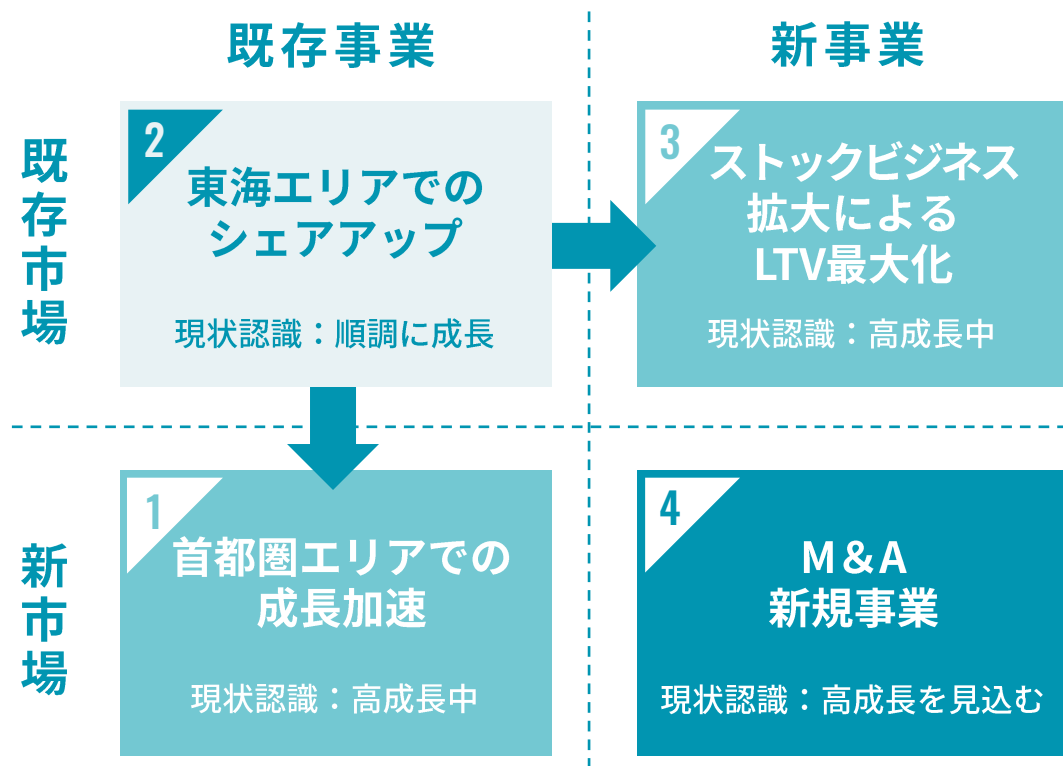 既存事業
新事業
既存市場
2
東海エリアでの
シェアアップ
現状認識：順調に成長
3
ストックビジネス
拡大による
LTV最大化
現状認識：高成長中
新市場
1
首都圏エリアでの
成長加速
現状認識：高成長中
4
M＆A
新規事業
現状認識：高成長を見込む